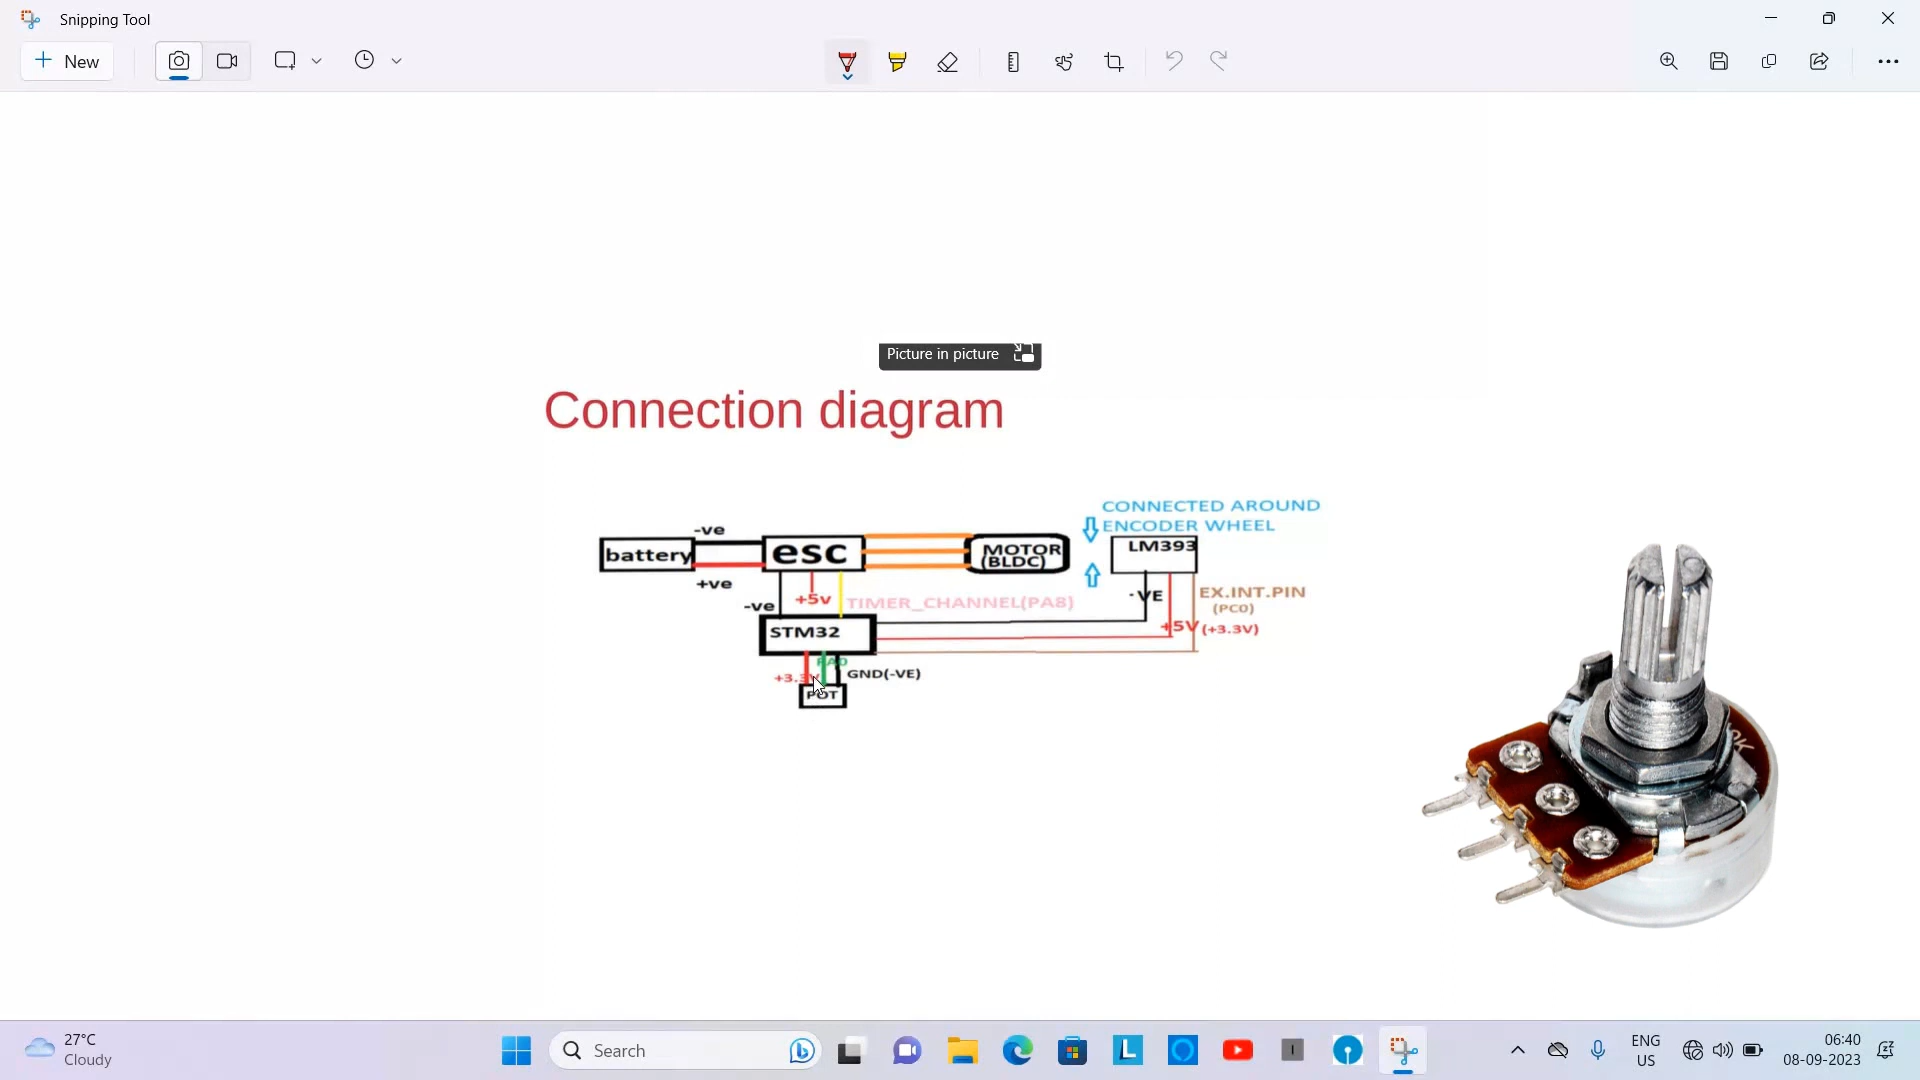 Snipping Tool
New
Picture in picture
Connection diagram
CONNECTED AROUND
ENCODER WHEEL
-ve
battery
esc
MOTOR
(BLDC)
LM393
+ve
-ve
+5v
TIMER_CHANNEL(PA8)
-VE
EX.INT.PIN
(PC0)
+5V(+3.3V)
STM32
GND(-VE)
POT
27°C
Cloudy
Search
ENG
US
06:40
08-09-2023